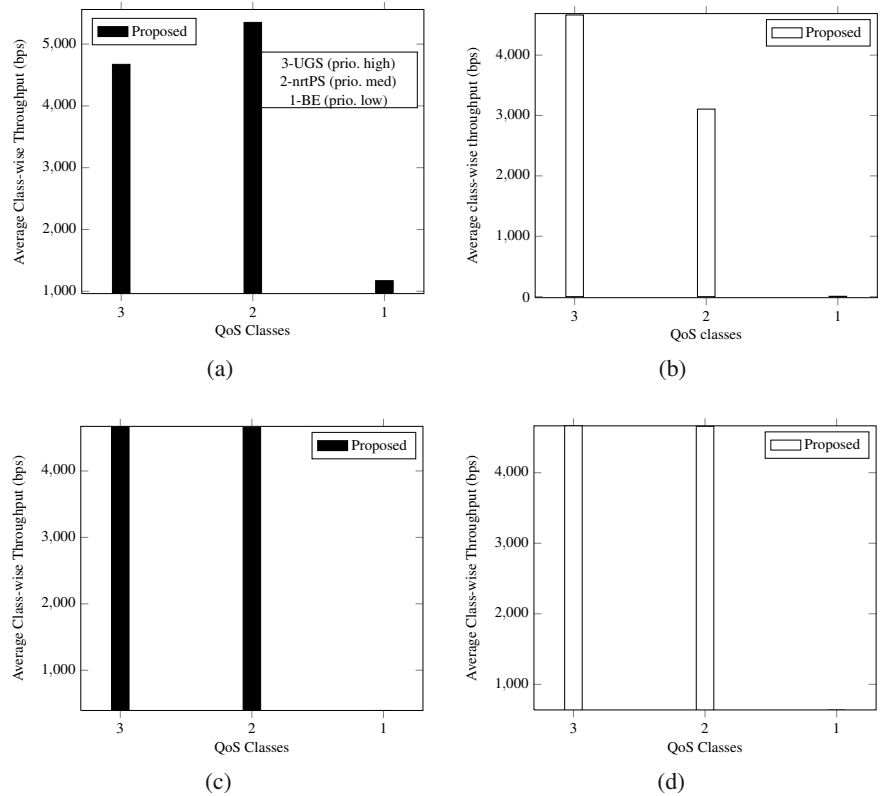 Average Class-wise Throughput (bps)
5,000
4,000
3,000
2,000
1,000
Proposed
3-UGS (prio. high)
2-nrtPS (prio. med)
1-BE (prio. low)
3 2 1
QoS Classes
(a)
Average class-wise throughput (bps)
4,000
3,000
2,000
1,000
0
Proposed
3 2 1
QoS classes
(b)
Average Class-wise Throughput (bps)
4,000
3,000
2,000
1,000
Proposed
3 2 1
QoS Classes
(c)
Average Class-wise Throughput (bps)
4,000
3,000
2,000
1,000
Proposed
3 2 1
QoS Classes
(d)